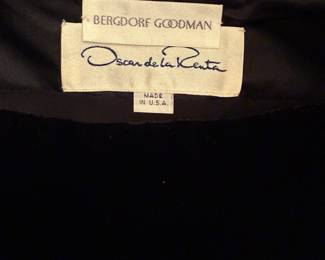 BERGDORF GOODMAN
Oscar de la Renta
MADE
IN U.S.A.